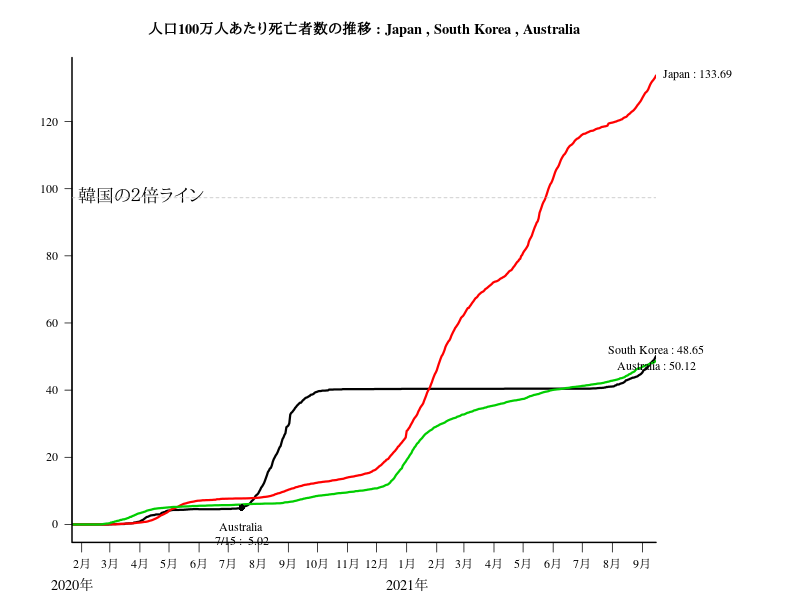 人口100万人あたり死亡者数の推移 : Japan , South Korea , Australia
Japan : 133.69
120
100
韓国の2倍ライン
80
60
South Korea : 48.65
Australia : 50.12
40
20
0
Australia
7/15 : 5.02
2月 3月 4月 5月 6月 7月 8月 9月 10月 11月 12月 1月 2月 3月 4月 5月 6月 7月 8月 9月
2020年 2021年